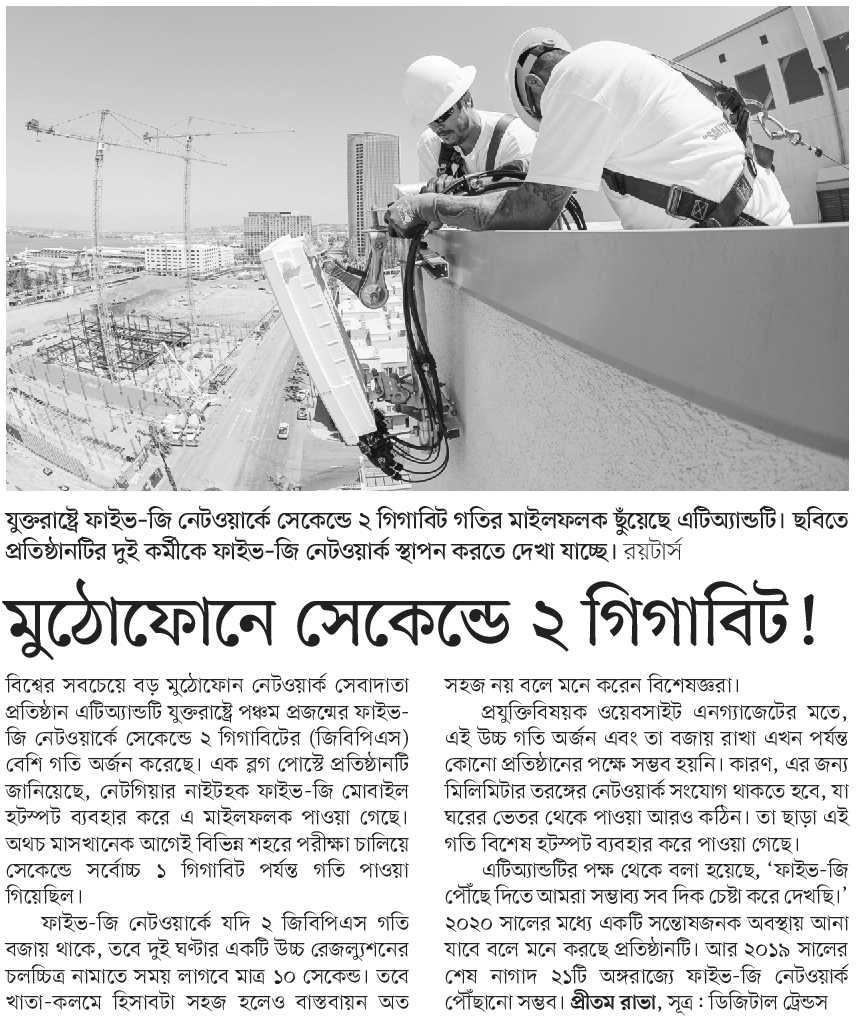 যুক্তরাষ্ট্রে ফাইভ-জি নেটওয়ার্কে সেকেন্ডে ২ গিগাবিট গতির মাইলফলক ছুঁয়েছে এটিঅ্যান্ডটি। ছবিতে
প্রতিষ্ঠানটির দুই কর্মীকে ফাইভ-জি নেটওয়ার্ক স্থাপন করতে দেখা যাচ্ছে। রয়টার্স
মুঠোফোনে সেকেন্ডে ২ গিগাবিট!
বিশ্বের সবচেয়ে বড় মুঠোফোন নেটওয়ার্ক সেবাদাতা
প্রতিষ্ঠান এটিঅ্যান্ডটি যুক্তরাষ্ট্রে পঞ্চম প্রজন্মের ফাইভ-
জি নেটওয়ার্কে সেকেন্ডে ২ গিগাবিটের (জিবিপিএস)
বেশি গতি অর্জন করেছে। এক ব্লগ পোস্টে প্রতিষ্ঠানটি
জানিয়েছে, নেটগিয়ার নাইটহক ফাইভ-জি মোবাইল
হটস্পট ব্যবহার করে এ মাইলফলক পাওয়া গেছে।
অথচ মাসখানেক আগেই বিভিন্ন শহরে পরীক্ষা চালিয়ে
সেকেন্ডে সর্বোচ্চ ১ গিগাবিট পর্যন্ত গতি পাওয়া
গিয়েছিল।
ফাইভ-জি নেটওয়ার্কে যদি ২ জিবিপিএস গতি
বজায় থাকে, তবে দুই ঘণ্টার একটি উচ্চ রেজল্যুশনের
চলচ্চিত্র নামাতে সময় লাগবে মাত্র ১০ সেকেন্ড। তবে
খাতা-কলমে হিসাবটা সহজ হলেও বাস্তবায়ন অত
সহজ নয় বলে মনে করেন বিশেষজ্ঞরা।
প্রযুক্তিবিষয়ক ওয়েবসাইট এনগ্যাজেটের মতে,
এই উচ্চ গতি অর্জন এবং তা বজায় রাখা এখন পর্যন্ত
কোনো প্রতিষ্ঠানের পক্ষে সম্ভব হয়নি। কারণ, এর জন্য
মিলিমিটার তরঙ্গের নেটওয়ার্ক সংযোগ থাকতে হবে, যা
ঘরের ভেতর থেকে পাওয়া আরও কঠিন। তা ছাড়া এই
গতি বিশেষ হটস্পট ব্যবহার করে পাওয়া গেছে।
এটিঅ্যান্ডটির পক্ষ থেকে বলা হয়েছে, ‘ফাইভ-জি
পৌঁছে দিতে আমরা সম্ভাব্য সব দিক চেষ্টা করে দেখছি।’
২০২০ সালের মধ্যে একটি সন্তোষজনক অবস্থায় আনা
যাবে বলে মনে করছে প্রতিষ্ঠানটি। আর ২০১৯ সালের
শেষ নাগাদ ২১টি অঙ্গরাজ্যে ফাইভ-জি নেটওয়ার্ক
পৌঁছানো সম্ভব। প্রীতম রাভা, সূত্র : ডিজিটাল ট্রেন্ডস